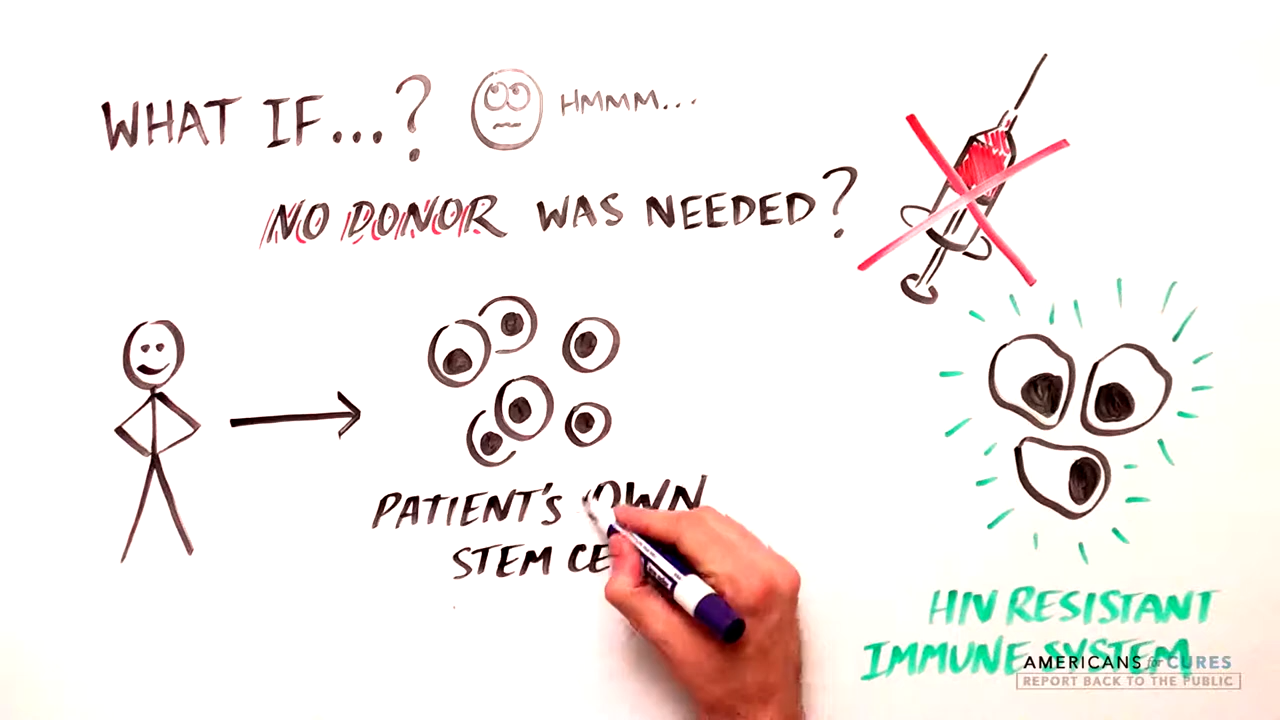 WHAT IF...?
HMMM...
NO DONOR WAS NEEDED?
PATIENT'S OWN
STEM
HIV RESISTANT
IMMUNE SYSTEM
AMERICANS for CURES
REPORT BACK TO THE PUBLIC